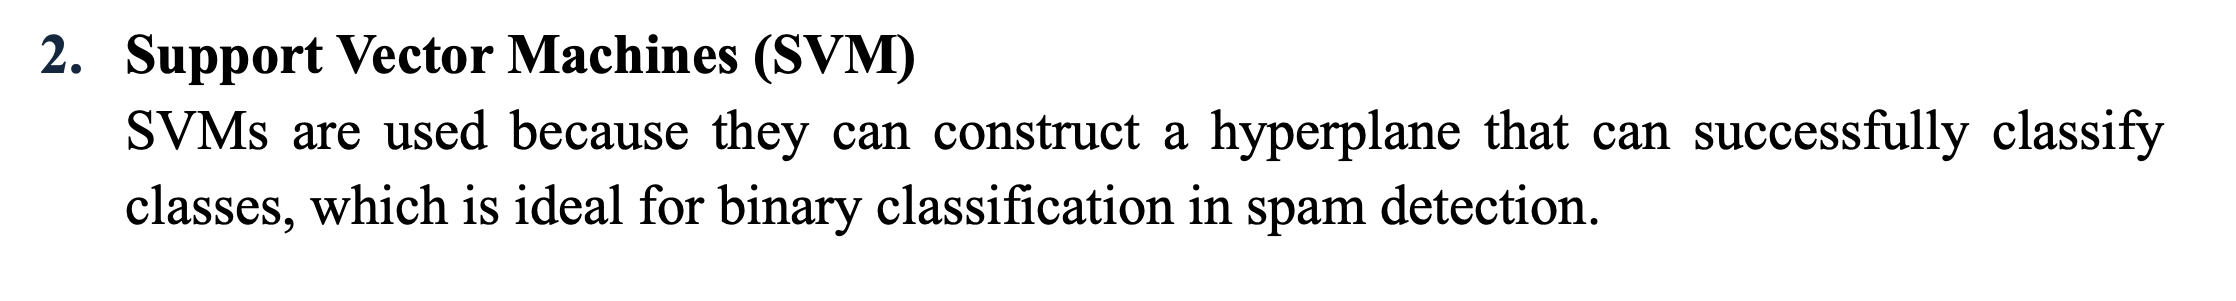 2. Support Vector Machines (SVM)
SVMs are used because they can construct a hyperplane that can successfully classify
classes, which is ideal for binary classification in spam detection.